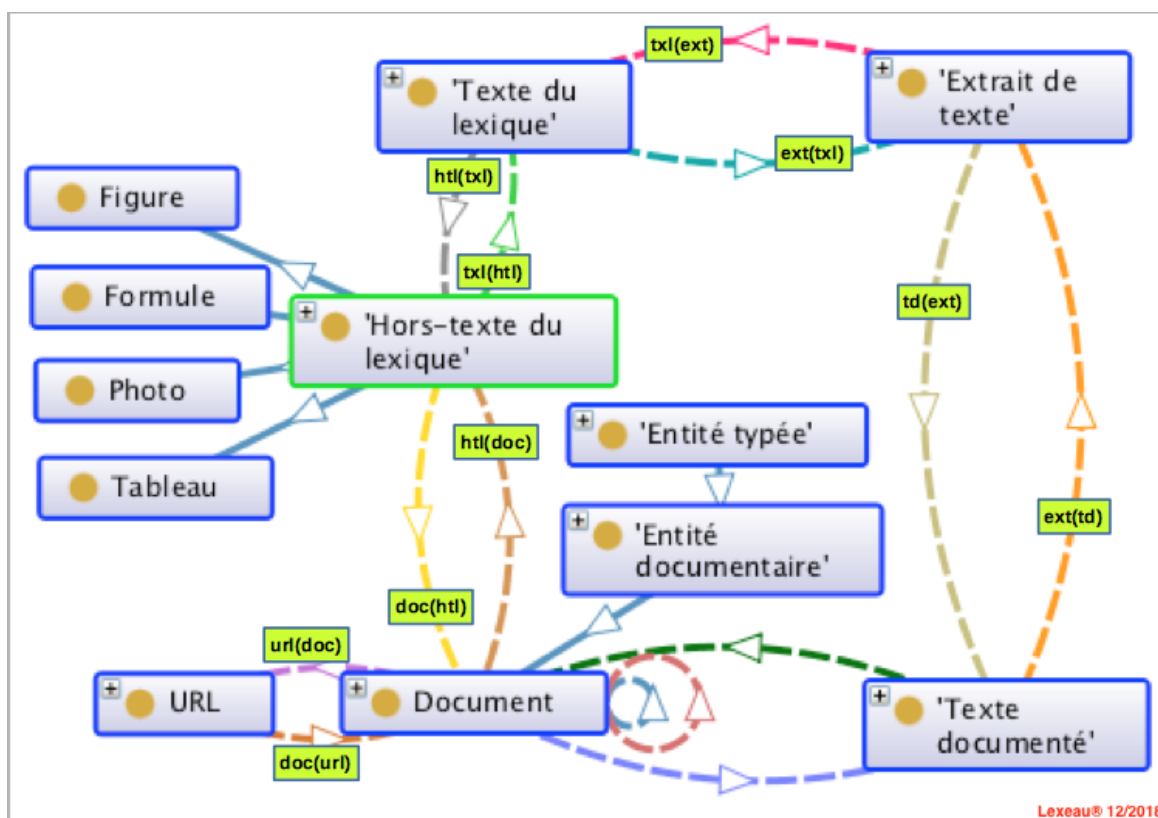 txl(ext)
'Texte du
lexique'
'Extrait de
texte'
ext(txl)
htl(txl)
Figure
txl(htl)
Formule
td(ext)
'Hors-texte du
lexique'
Photo
'Entité typée'
htl(doc)
Tableau
ext(td)
'Entité
documentaire'
doc(htl)
url(doc)
URL
Document
'Texte
documenté'
doc(url)
Lexeau® 12/2018